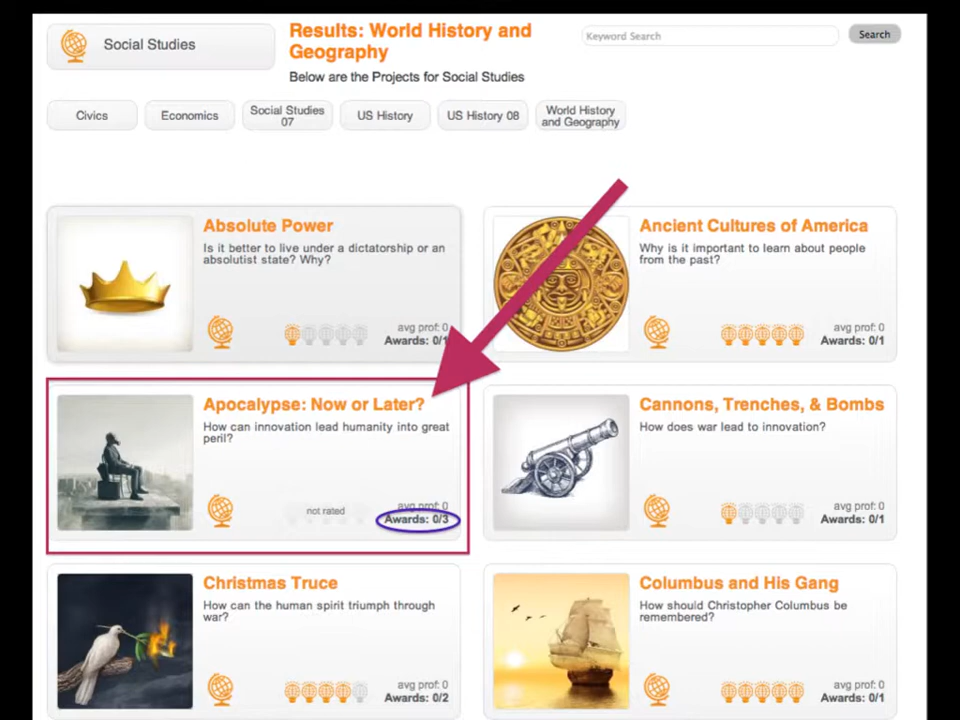 Social Studies
Results: World History and
Geography
Below are the Projects for Social Studies
Keyword Search
Search
Civics
Economics
Social Studies
07
US History
US History 08
World History
and Geography
Absolute Power
Is it better to live under a dictatorship or an
absolutist state? Why?
avg prof: 0
Awards: 0/1
Ancient Cultures of America
Why is it important to learn about people
from the past?
avg prof: 0
Awards: 0/1
Apocalypse: Now or Later?
How can innovation lead humanity into great
peril?
not rated
avg prof: 0
Awards: 0/3
Cannons, Trenches, & Bombs
How does war lead to innovation?
avg prof: 0
Awards: 0/1
Christmas Truce
How can the human spirit triumph through
war?
avg prof: 0
Awards: 0/2
Columbus and His Gang
How should Christopher Columbus be
remembered?
avg prof: 0
Awards: 0/1